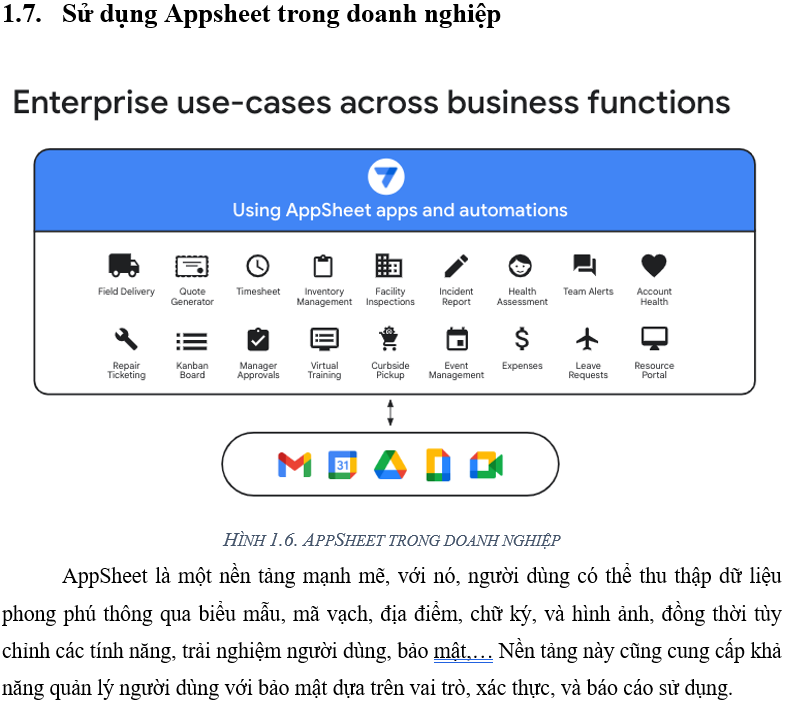 1.7. Sử dụng Appsheet trong doanh nghiệp
Enterprise use-cases across business functions
Using AppSheet apps and automations
Field Delivery
Quote
Generator
Timesheet
Inventory
Management
Facility
Inspections
Incident
Report
Health
Assessment
Team Alerts
Account
Health
Repair
Ticketing
Kanban
Board
Manager
Approvals
Virtual
Training
Curbside
Pickup
Event
Management
Expenses
Leave
Requests
Resource
Portal
31
HÌNH 1.6. APPSHEET TRONG DOANH NGHIỆP
AppSheet là một nền tảng mạnh mẽ, với nó, người dùng có thể thu thập dữ liệu
phong phú thông qua biểu mẫu, mã vạch, địa điểm, chữ ký, và hình ảnh, đồng thời tùy
chỉnh các tính năng, trải nghiệm người dùng, bảo mật,... Nền tảng này cũng cung cấp khả
năng quản lý người dùng với bảo mật dựa trên vai trò, xác thực, và báo cáo sử dụng.